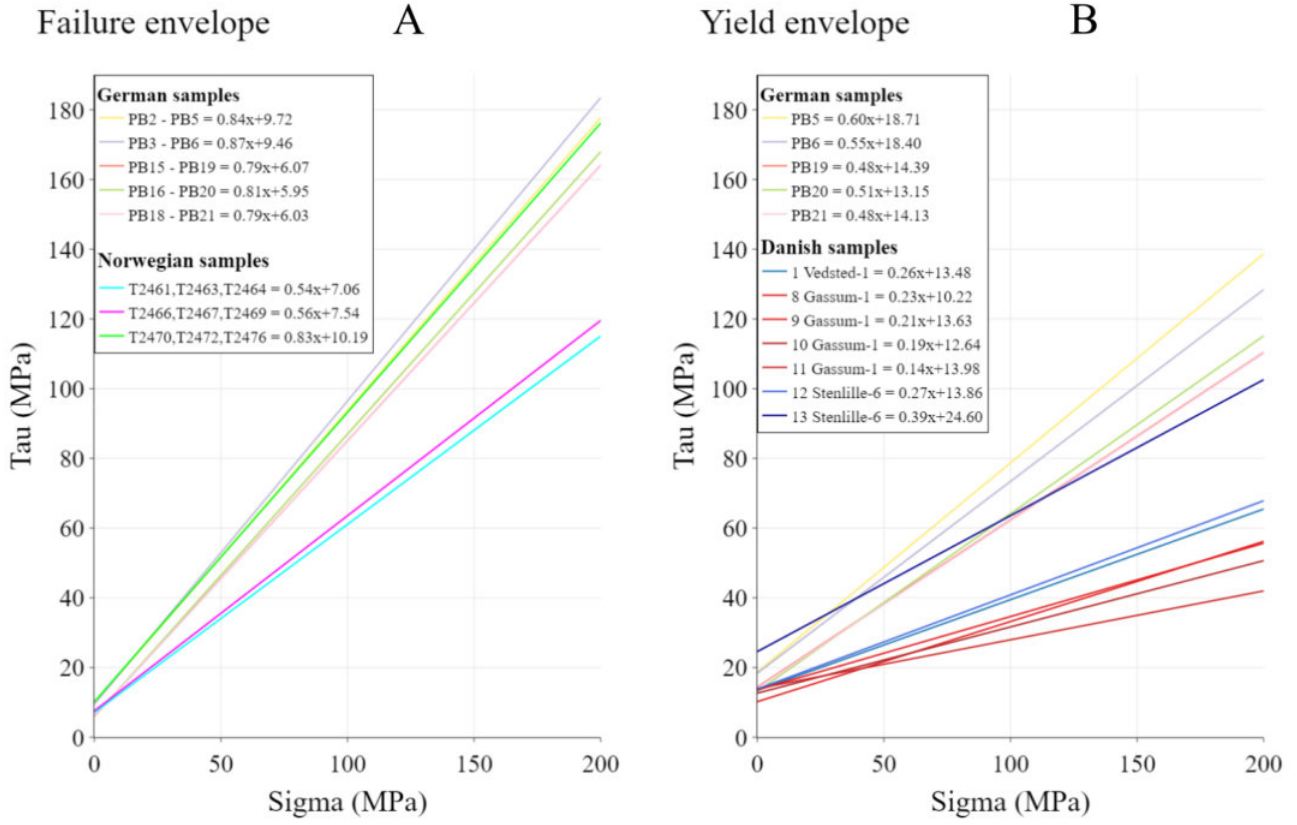 Failure envelope
A
German samples
PB2 - PB5 = 0.84x+9.72
PB3 - PB6 = 0.87x+9.46
PB15 - PB19 = 0.79x+6.07
PB16 - PB20 = 0.81x+5.95
PB18 - PB21 = 0.79x+6.03
Norwegian samples
T2461,T2463,T2464 = 0.54x+7.06
T2466,T2467,T2469 = 0.56x+7.54
T2470,T2472,T2476 = 0.83x+10.19
180
160
140
120
100
80
60
40
20
0
Tau (MPa)
0 50 100 150 200
Sigma (MPa)
Yield envelope
B
German samples
PB5 = 0.60x+18.71
PB6 = 0.55x+18.40
PB19 = 0.48x+14.39
PB20 = 0.51x+13.15
PB21 = 0.48x+14.13
Danish samples
1 Vedsted-1 = 0.26x+13.48
8 Gassum-1 = 0.23x+10.22
9 Gassum-1 = 0.21x+13.63
10 Gassum-1 = 0.19x+12.64
11 Gassum-1 = 0.14x+13.98
12 Stenlille-6 = 0.27x+13.86
13 Stenlille-6 = 0.39x+24.60
180
160
140
120
100
80
60
40
20
0
Tau (MPa)
0 50 100 150 200
Sigma (MPa)